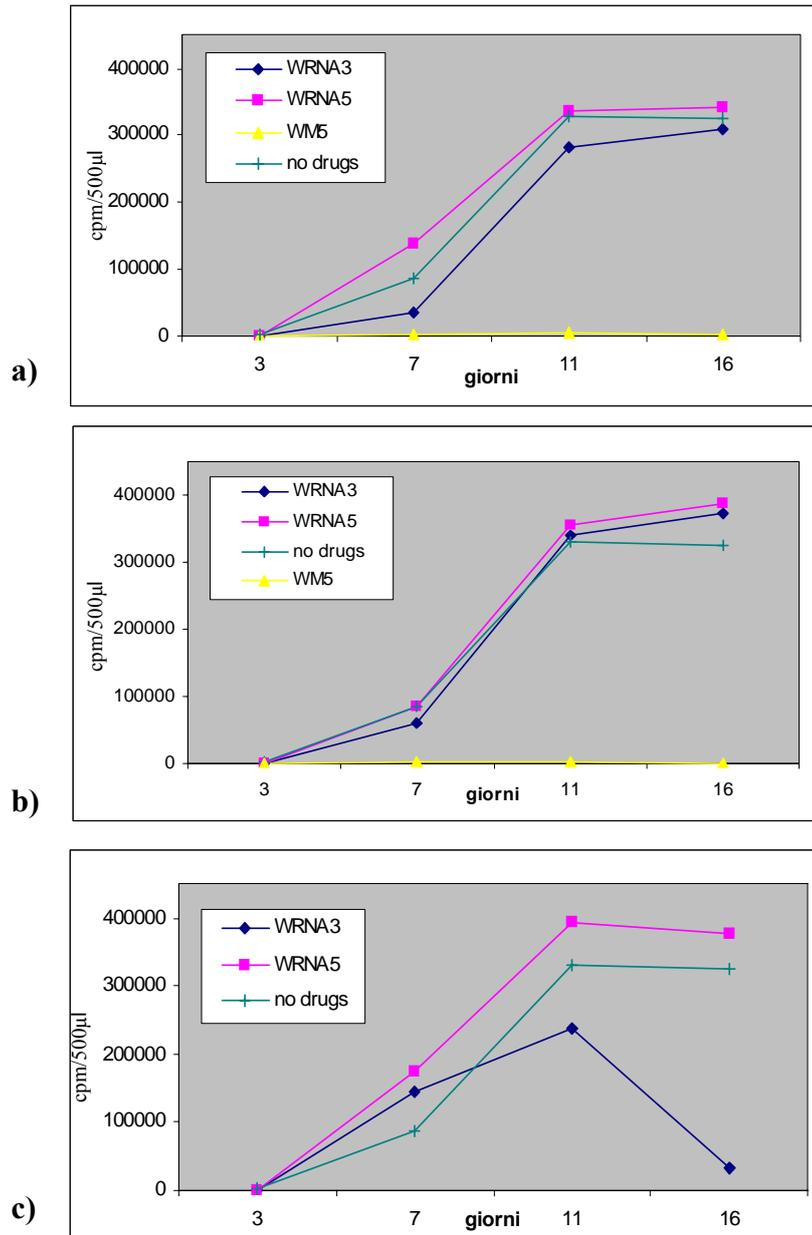 400000
300000
200000
100000
0
cpm/500µl
WRNA3
WRNA5
WM5
no drugs
3 7 11 16
giorni
a)
400000
300000
200000
100000
0
cpm/500µl
WRNA3
WRNA5
no drugs
WM5
3 7 11 16
giorni
b)
400000
300000
200000
100000
0
cpm/500µl
WRNA3
WRNA5
no drugs
3 7 giorni 11 16
c)